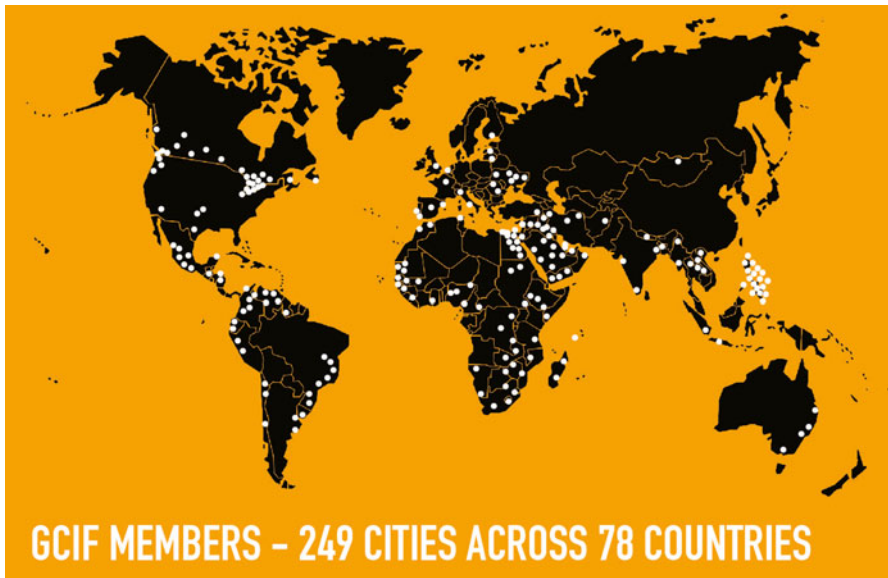 GCIF MEMBERS – 249 CITIES ACROSS 78 COUNTRIES